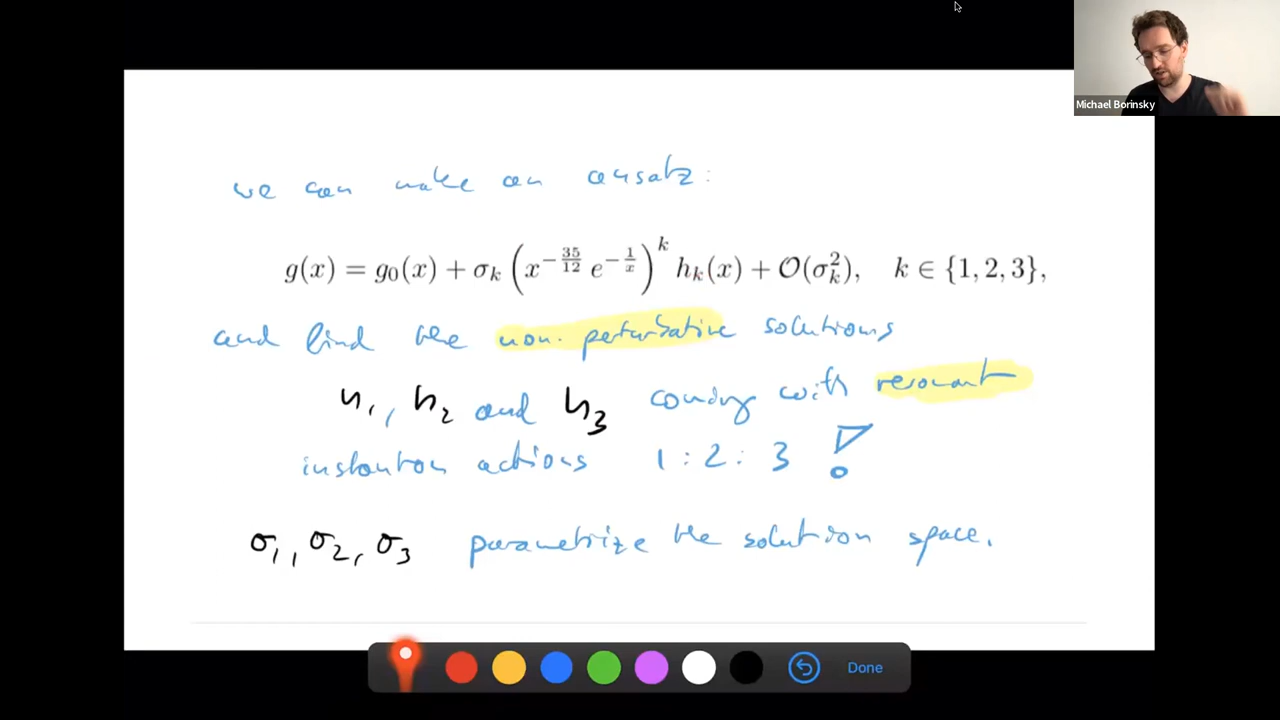 Michael Borinsky
we can make an ansatz:
g(x) = g₀(x) + σₖ (x^{-35/12} e^{-1/x})^k hₖ(x) + 𝒪(σₖ²), k ∈ {1, 2, 3},
and find the non-perturbative solutions
h₁, h₂ and h₃ coming with resonant
instanton actions 1 : 2 : 3 !
σ₁, σ₂, σ₃ parametrize the solution space.
Done